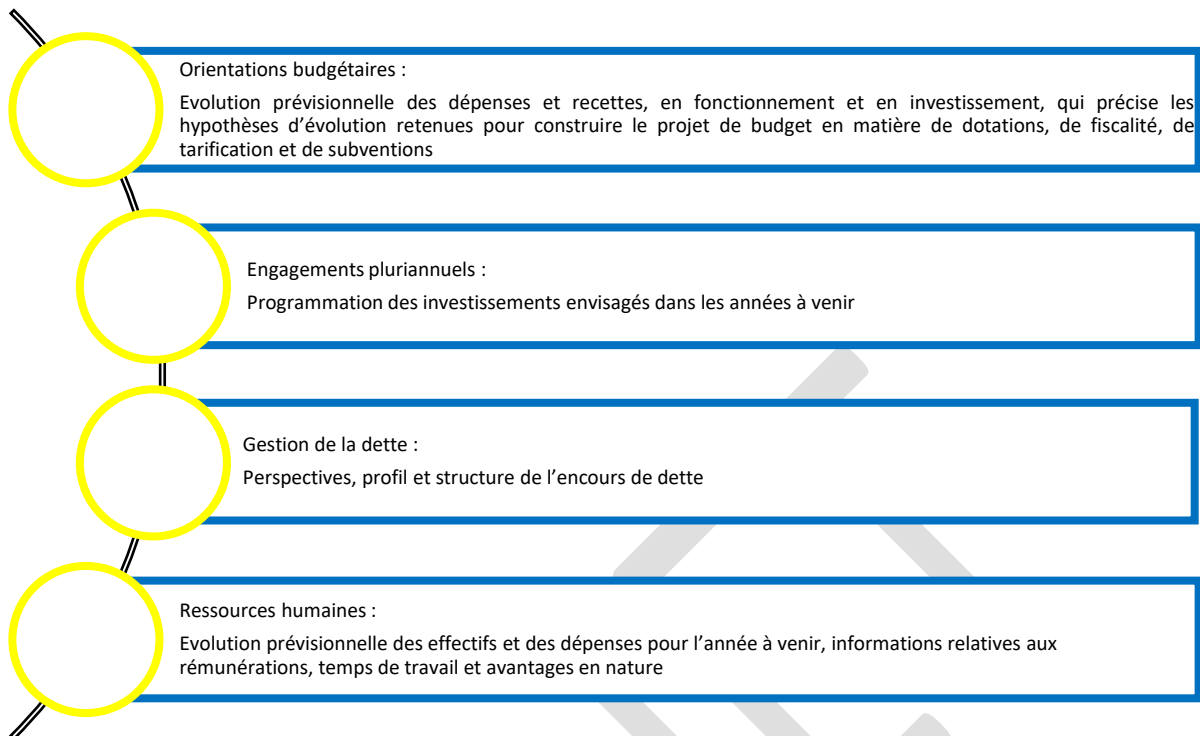 Orientations budgétaires :
Evolution prévisionnelle des dépenses et recettes, en fonctionnement et en investissement, qui précise les
hypothèses d’évolution retenues pour construire le projet de budget en matière de dotations, de fiscalité, de
tarification et de subventions
Engagements pluriannuels :
Programmation des investissements envisagés dans les années à venir
Gestion de la dette :
Perspectives, profil et structure de l’encours de dette
Ressources humaines :
Evolution prévisionnelle des effectifs et des dépenses pour l’année à venir, informations relatives aux
rémunérations, temps de travail et avantages en nature